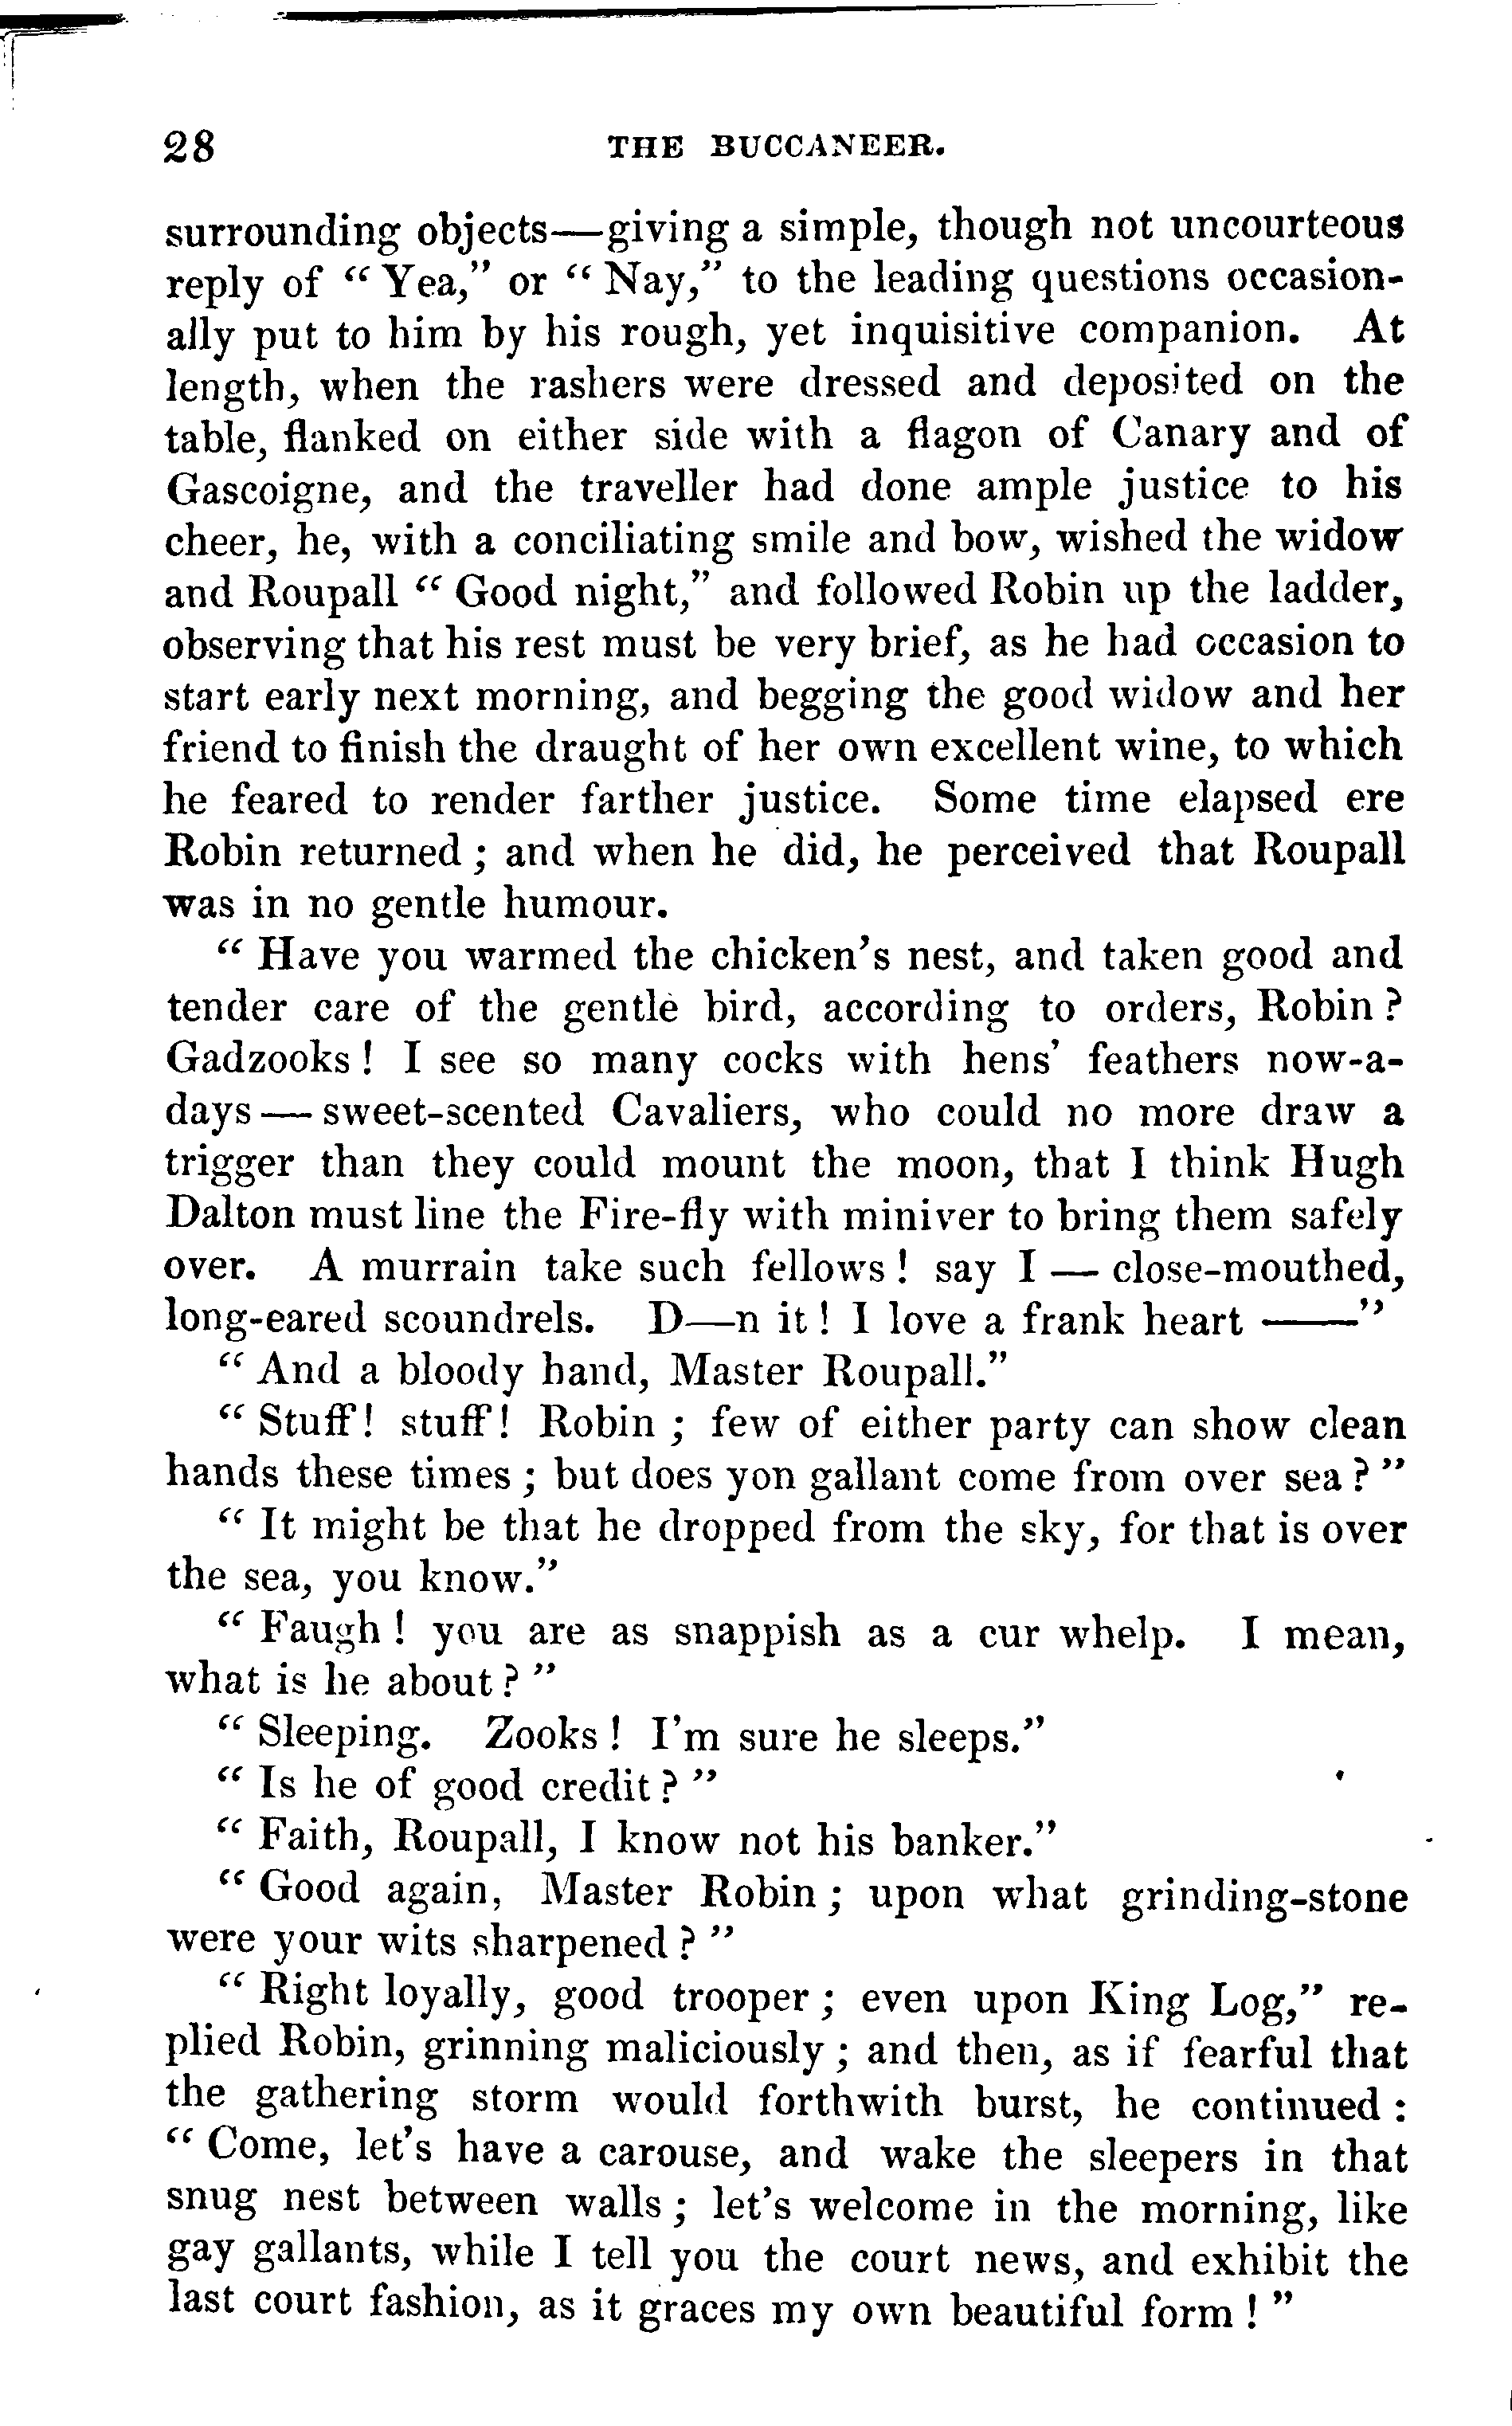 28 THE BUCCANEER.
surrounding objects—giving a simple, though not uncourteous
reply of “Yea,” or “Nay,” to the leading questions occasion-
ally put to him by his rough, yet inquisitive companion. At
length, when the rashers were dressed and deposited on the
table, flanked on either side with a flagon of Canary and of
Gascoigne, and the traveller had done ample justice to his
cheer, he, with a conciliating smile and bow, wished the widow
and Roupall “Good night,” and followed Robin up the ladder,
observing that his rest must be very brief, as he had occasion to
start early next morning, and begging the good widow and her
friend to finish the draught of her own excellent wine, to which
he feared to render farther justice. Some time elapsed ere
Robin returned; and when he did, he perceived that Roupall
was in no gentle humour.
“Have you warmed the chicken’s nest, and taken good and
tender care of the gentle bird, according to orders, Robin?
Gadzooks! I see so many cocks with hens’ feathers now-a-
days—sweet-scented Cavaliers, who could no more draw a
trigger than they could mount the moon, that I think Hugh
Dalton must line the Fire-fly with miniver to bring them safely
over. A murrain take such fellows! say I—close-mouthed,
long-eared scoundrels. D—n it! I love a frank heart ——”
“And a bloody hand, Master Roupall.”
“Stuff! stuff! Robin; few of either party can show clean
hands these times; but does yon gallant come from over sea?”
“It might be that he dropped from the sky, for that is over
the sea, you know.”
“Faugh! you are as snappish as a cur whelp. I mean,
what is he about?”
“Sleeping. Zooks! I’m sure he sleeps.”
“Is he of good credit?”
“Faith, Roupall, I know not his banker.”
“Good again, Master Robin; upon what grinding-stone
were your wits sharpened?”
“Right loyally, good trooper; even upon King Log,” re-
plied Robin, grinning maliciously; and then, as if fearful that
the gathering storm would forthwith burst, he continued:
“Come, let’s have a carouse, and wake the sleepers in that
snug nest between walls; let’s welcome in the morning, like
gay gallants, while I tell you the court news, and exhibit the
last court fashion, as it graces my own beautiful form!”